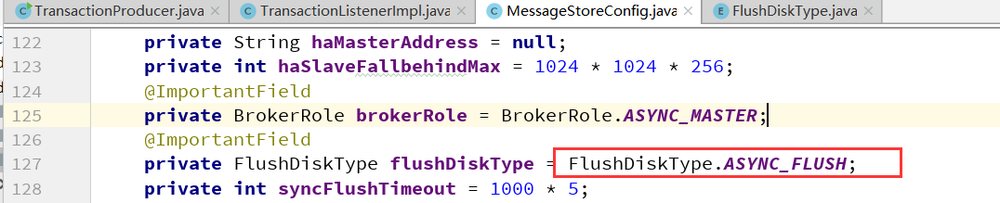 TransactionProducer.java × TransactionListenerImpl.java × MessageStoreConfig.java × FlushDiskType.java ×
122 private String haMasterAddress = null;
123 private int haSlaveFallbehindMax = 1024 * 1024 * 256;
124 @ImportantField
125 private BrokerRole brokerRole = BrokerRole.ASYNC_MASTER;
126 @ImportantField
127 private FlushDiskType flushDiskType = FlushDiskType.ASYNC_FLUSH;
128 private int syncFlushTimeout = 1000 * 5;